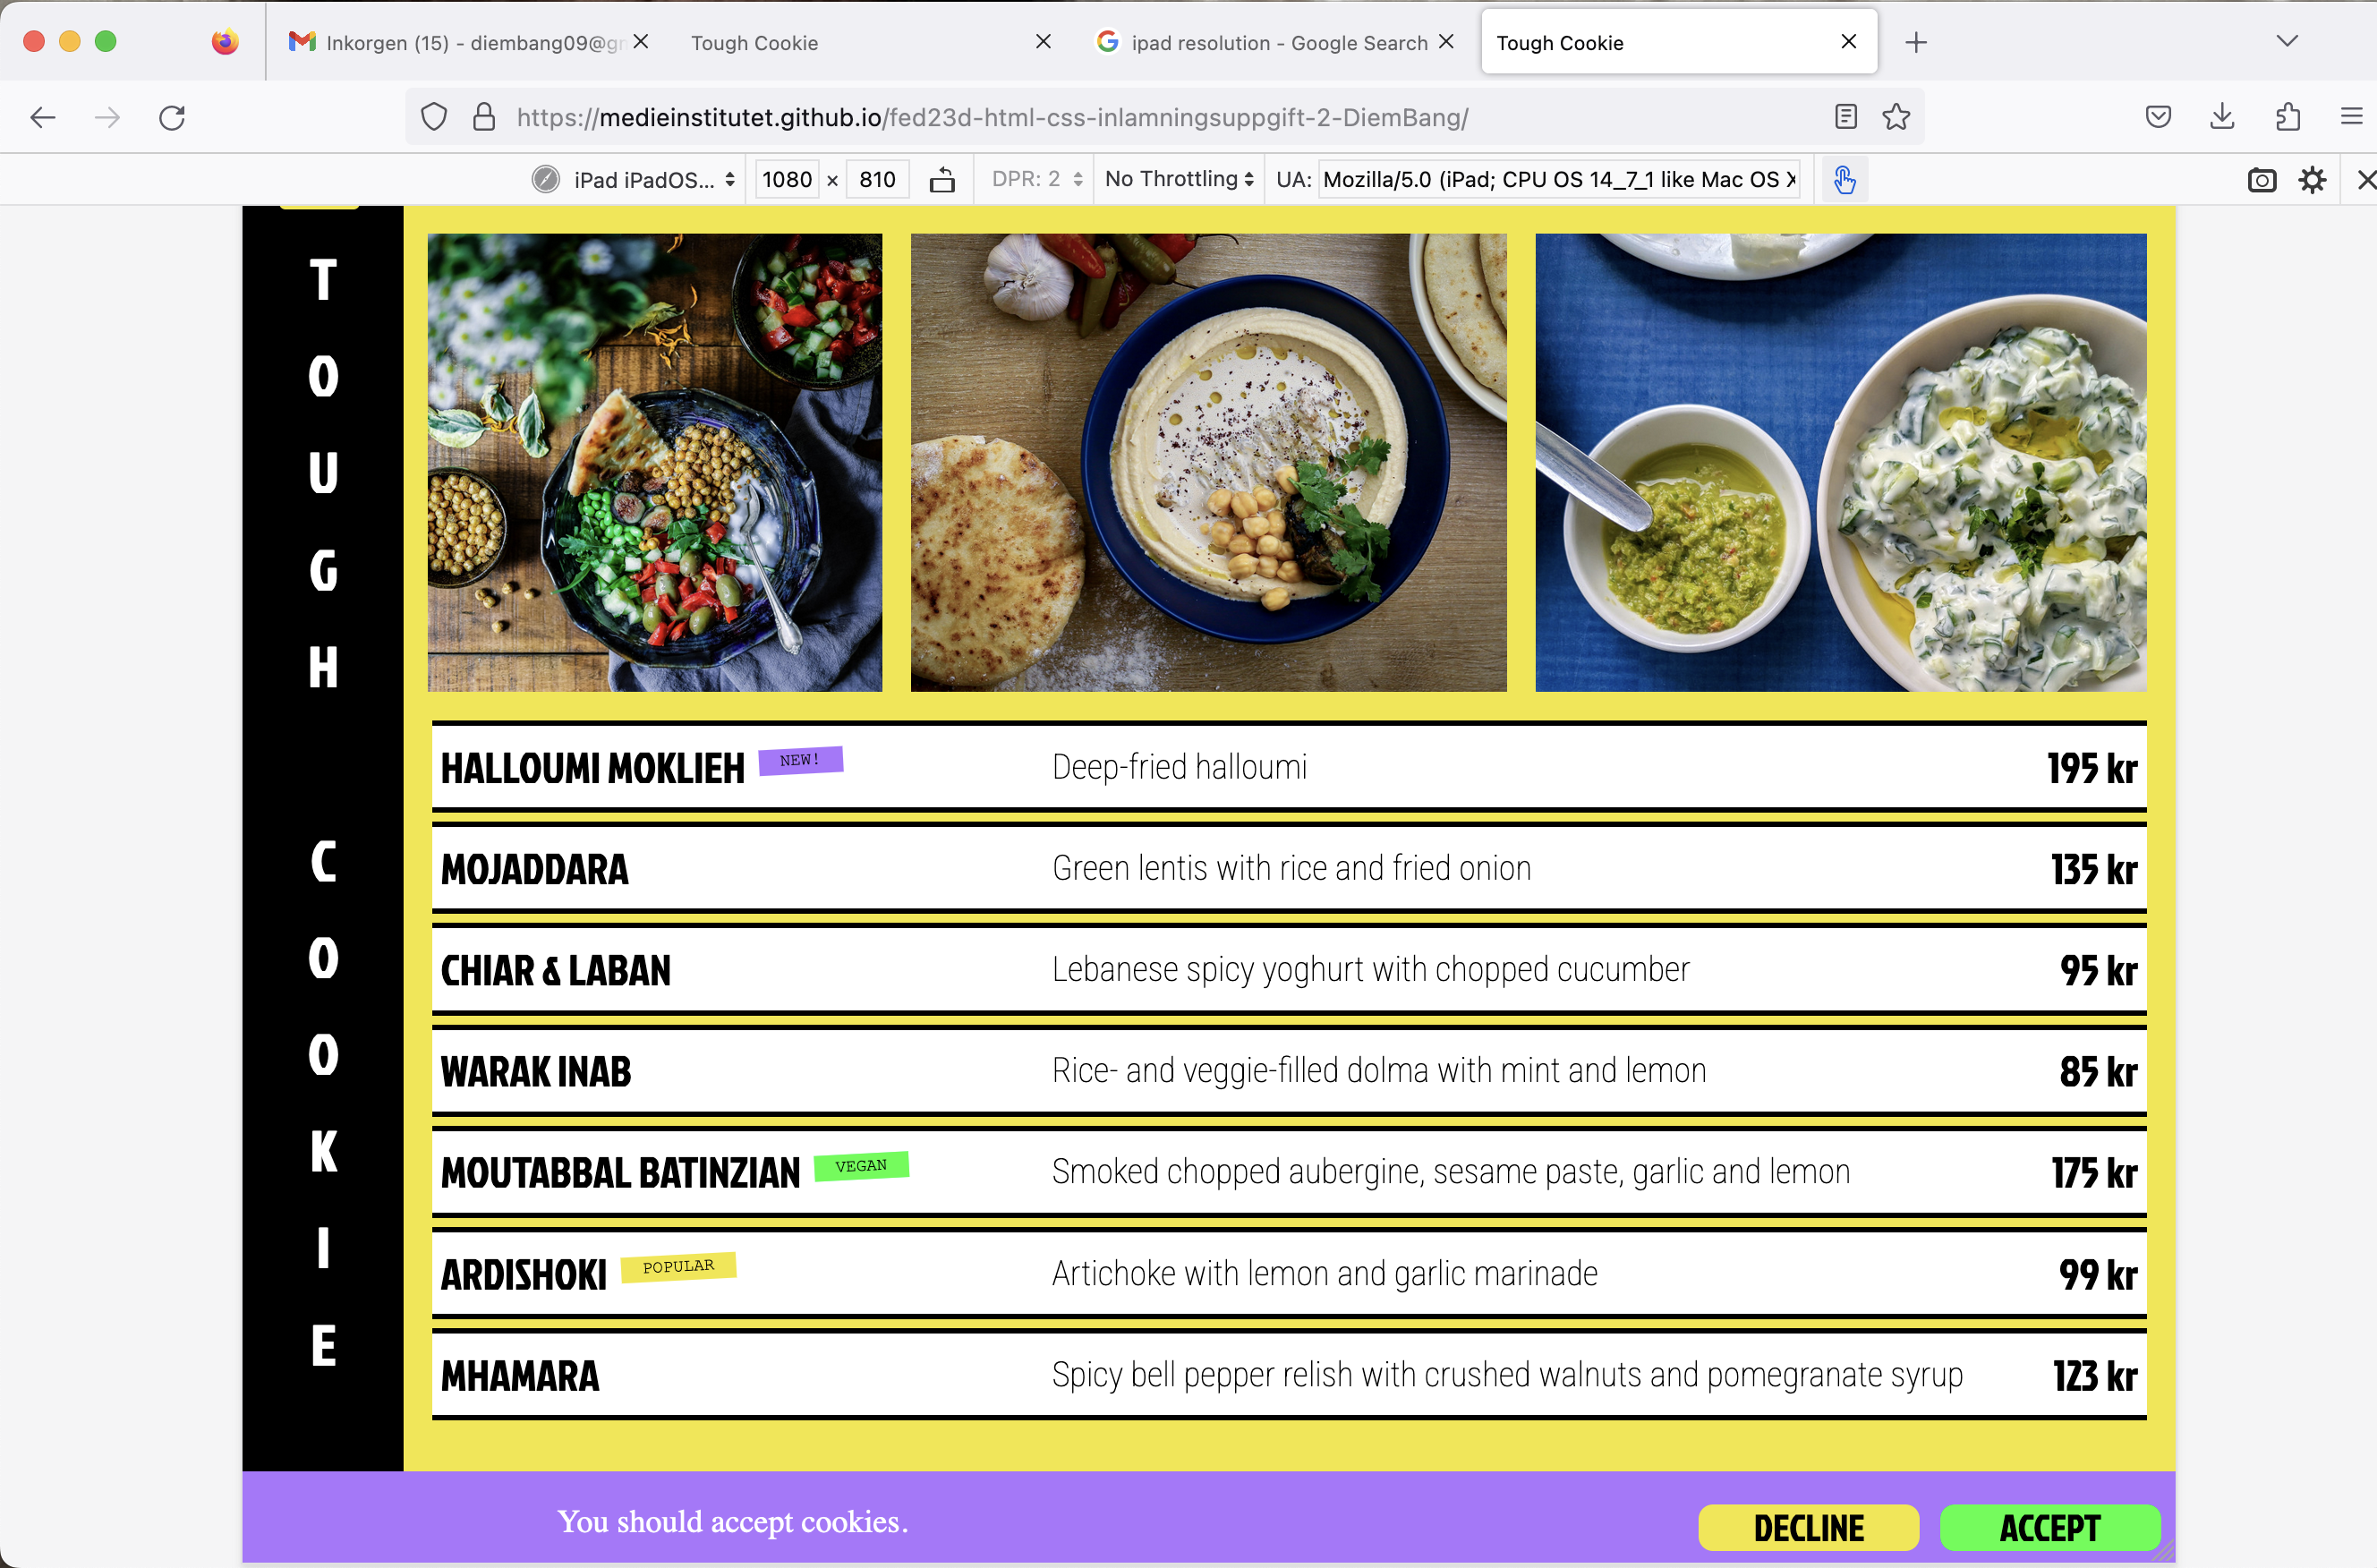 Inkorgen (15) - diembang09@gm
Tough Cookie
ipad resolution - Google Search
Tough Cookie
https://medieinstitutet.github.io/fed23d-html-css-inlamningsuppgift-2-DiemBang/
iPad iPadOS... 1080 × 810 DPR: 2 No Throttling UA: Mozilla/5.0 (iPad; CPU OS 14_7_1 like Mac OS X
TOUGH COOKIE
HALLOUMI MOKLIEH NEW! Deep-fried halloumi 195 kr
MOJADDARA Green lentis with rice and fried onion 135 kr
CHIAR & LABAN Lebanese spicy yoghurt with chopped cucumber 95 kr
WARAK INAB Rice- and veggie-filled dolma with mint and lemon 85 kr
MOUTABBAL BATINZIAN VEGAN Smoked chopped aubergine, sesame paste, garlic and lemon 175 kr
ARDISHOKI POPULAR Artichoke with lemon and garlic marinade 99 kr
MHAMARA Spicy bell pepper relish with crushed walnuts and pomegranate syrup 123 kr
You should accept cookies. DECLINE ACCEPT